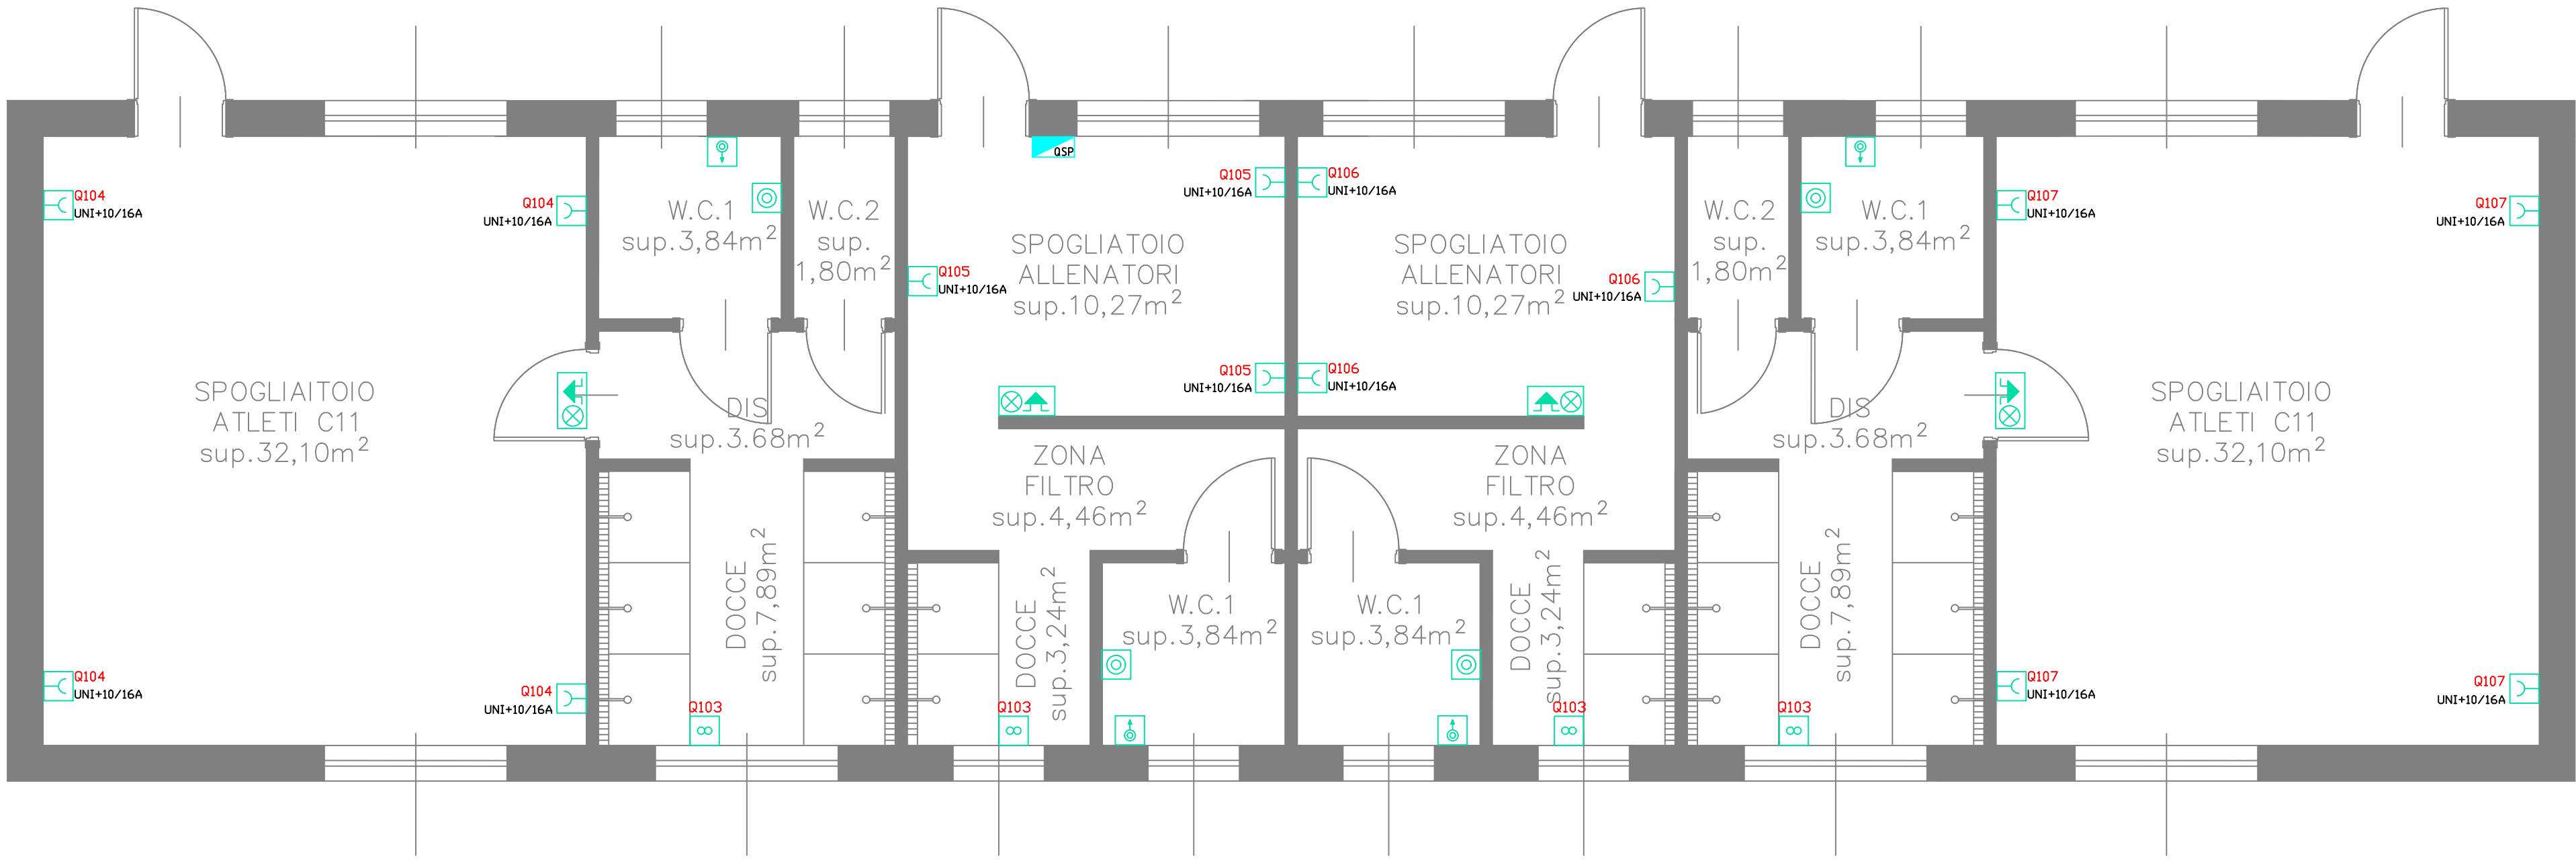 Q104
UNI+10/16A
Q104
UNI+10/16A
W.C.1
sup.3,84m²
W.C.2
sup.
1,80m²
QSP
Q105
UNI+10/16A
Q106
UNI+10/16A
Q105
UNI+10/16A
SPOGLIATOIO
ALLENATORI
sup.10,27m²
SPOGLIATOIO
ALLENATORI
sup.10,27m²
Q106
UNI+10/16A
W.C.2
sup.
1,80m²
W.C.1
sup.3,84m²
Q107
UNI+10/16A
Q107
UNI+10/16A
SPOGLIAITOIO
ATLETI C11
sup.32,10m²
DIS
sup.3.68m²
Q105
UNI+10/16A
Q106
UNI+10/16A
DIS
sup.3.68m²
SPOGLIAITOIO
ATLETI C11
sup.32,10m²
ZONA
FILTRO
sup.4,46m²
ZONA
FILTRO
sup.4,46m²
DOCCE
sup.7,89m²
DOCCE
sup.3,24m²
W.C.1
sup.3,84m²
W.C.1
sup.3,84m²
DOCCE
sup.3,24m²
DOCCE
sup.7,89m²
Q104
UNI+10/16A
Q104
UNI+10/16A
Q103
Q103
Q103
Q103
Q107
UNI+10/16A
Q107
UNI+10/16A